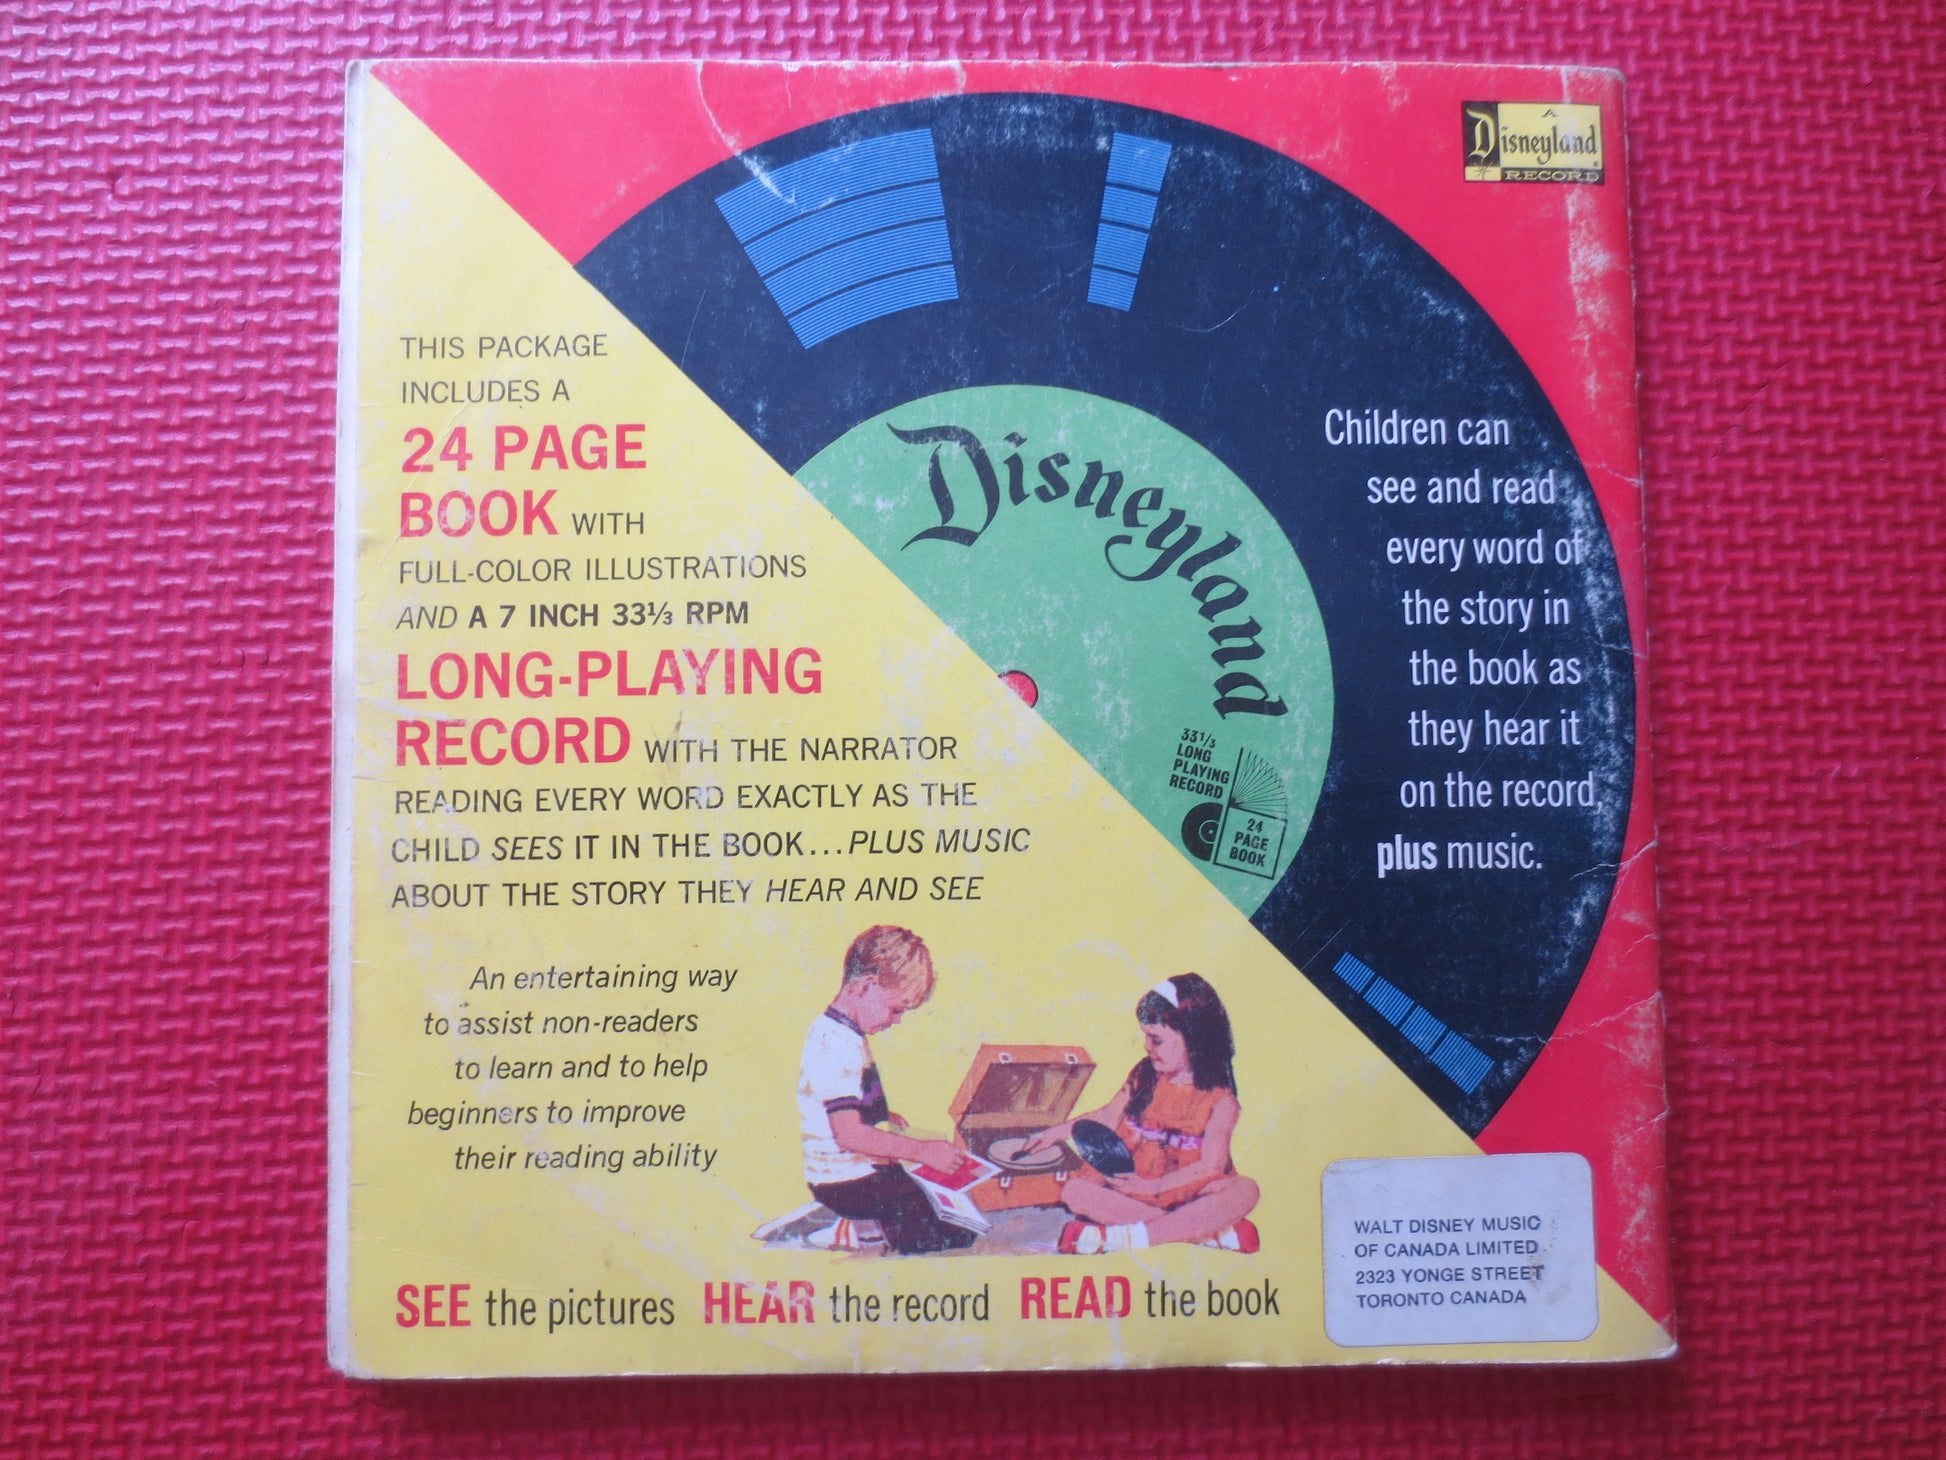 A
Disneyland
RECORD
THIS PACKAGE
INCLUDES A
24 PAGE
BOOK WITH
FULL-COLOR ILLUSTRATIONS
AND A 7 INCH 33⅓ RPM
LONG-PLAYING
RECORD WITH THE NARRATOR
READING EVERY WORD EXACTLY AS THE
CHILD SEES IT IN THE BOOK...PLUS MUSIC
ABOUT THE STORY THEY HEAR AND SEE
An entertaining way
to assist non-readers
to learn and to help
beginners to improve
their reading ability
Disneyland
33⅓
LONG
PLAYING
RECORD
24
PAGE
BOOK
Children can
see and read
every word of
the story in
the book as
they hear it
on the record,
plus music.
SEE the pictures HEAR the record READ the book
WALT DISNEY MUSIC
OF CANADA LIMITED
2323 YONGE STREET
TORONTO CANADA